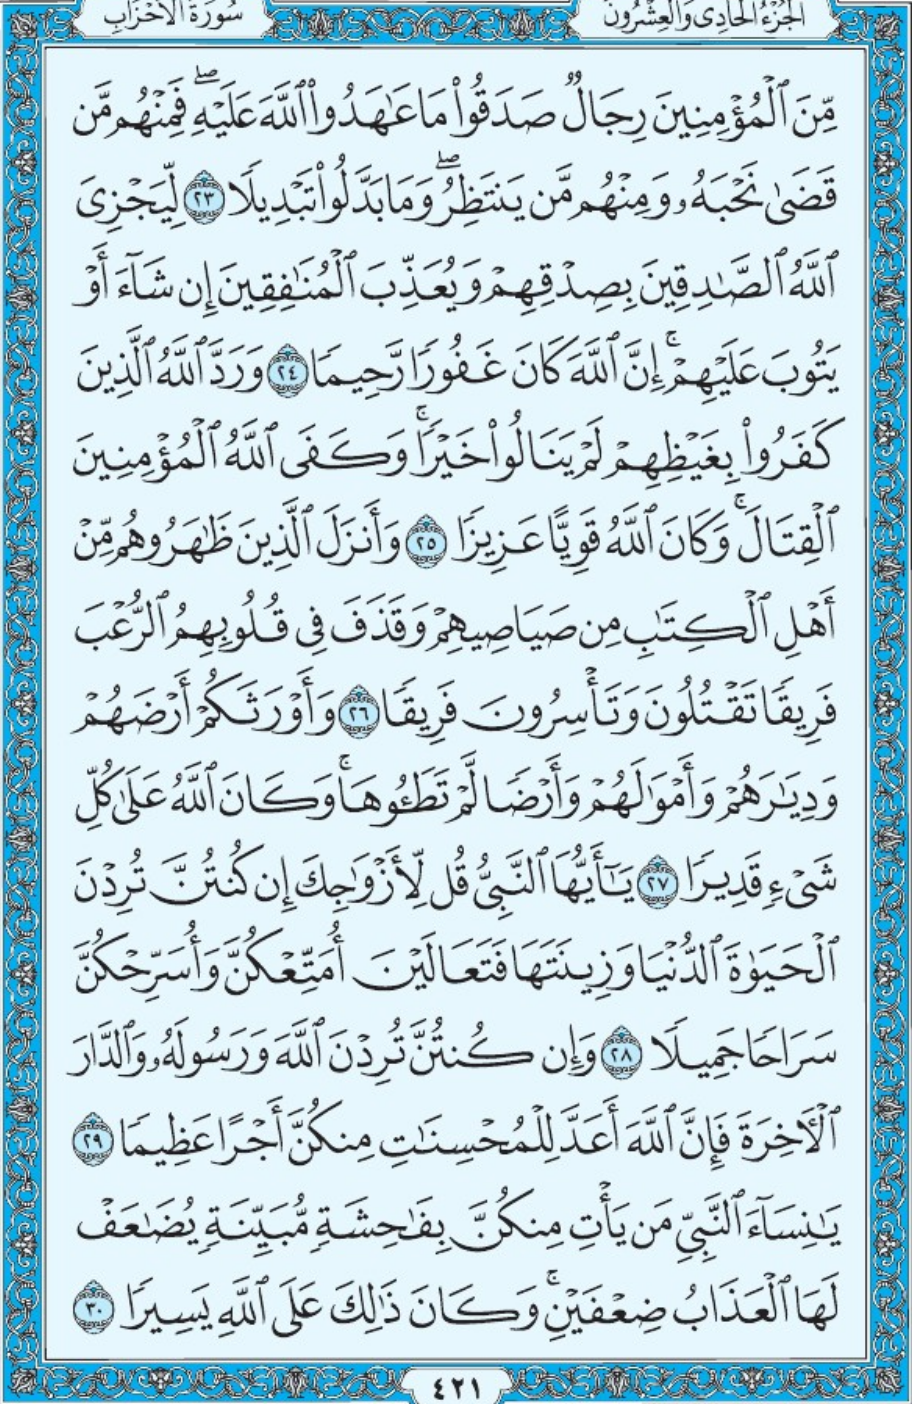 الجزء الحادي والعشرون
سورة الأحزاب
مِّنَ ٱلْمُؤْمِنِينَ رِجَالٌ صَدَقُوا۟ مَا عَٰهَدُوا۟ ٱللَّهَ عَلَيْهِ ۖ فَمِنْهُم مَّن
قَضَىٰ نَحْبَهُۥ وَمِنْهُم مَّن يَنتَظِرُ ۖ وَمَا بَدَّلُوا۟ تَبْدِيلًا ٢٣ لِّيَجْزِىَ
ٱللَّهُ ٱلصَّٰدِقِينَ بِصِدْقِهِمْ وَيُعَذِّبَ ٱلْمُنَٰفِقِينَ إِن شَآءَ أَوْ
يَتُوبَ عَلَيْهِمْ ۚ إِنَّ ٱللَّهَ كَانَ غَفُورًا رَّحِيمًا ٢٤ وَرَدَّ ٱللَّهُ ٱلَّذِينَ
كَفَرُوا۟ بِغَيْظِهِمْ لَمْ يَنَالُوا۟ خَيْرًا ۚ وَكَفَى ٱللَّهُ ٱلْمُؤْمِنِينَ
ٱلْقِتَالَ ۚ وَكَانَ ٱللَّهُ قَوِيًّا عَزِيزًا ٢٥ وَأَنزَلَ ٱلَّذِينَ ظَٰهَرُوهُم مِّنْ
أَهْلِ ٱلْكِتَٰبِ مِن صَيَاصِيهِمْ وَقَذَفَ فِى قُلُوبِهِمُ ٱلرُّعْبَ
فَرِيقًا تَقْتُلُونَ وَتَأْسِرُونَ فَرِيقًا ٢٦ وَأَوْرَثَكُمْ أَرْضَهُمْ
وَدِيَٰرَهُمْ وَأَمْوَٰلَهُمْ وَأَرْضًا لَّمْ تَطَـُٔوهَا ۚ وَكَانَ ٱللَّهُ عَلَىٰ كُلِّ
شَىْءٍ قَدِيرًا ٢٧ يَٰٓأَيُّهَا ٱلنَّبِىُّ قُل لِّأَزْوَٰجِكَ إِن كُنتُنَّ تُرِدْنَ
ٱلْحَيَوٰةَ ٱلدُّنْيَا وَزِينَتَهَا فَتَعَالَيْنَ أُمَتِّعْكُنَّ وَأُسَرِّحْكُنَّ
سَرَاحًا جَمِيلًا ٢٨ وَإِن كُنتُنَّ تُرِدْنَ ٱللَّهَ وَرَسُولَهُۥ وَٱلدَّارَ
ٱلْءَاخِرَةَ فَإِنَّ ٱللَّهَ أَعَدَّ لِلْمُحْسِنَٰتِ مِنكُنَّ أَجْرًا عَظِيمًا ٢٩
يَٰنِسَآءَ ٱلنَّبِىِّ مَن يَأْتِ مِنكُنَّ بِفَٰحِشَةٍ مُّبَيِّنَةٍ يُضَٰعَفْ
لَهَا ٱلْعَذَابُ ضِعْفَيْنِ ۚ وَكَانَ ذَٰلِكَ عَلَى ٱللَّهِ يَسِيرًا ٣٠
٤٢١